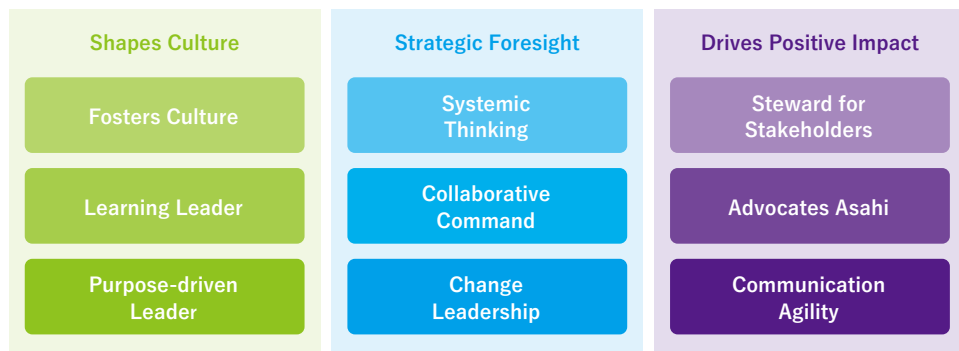 Shapes Culture
Fosters Culture
Learning Leader
Purpose-driven
Leader
Strategic Foresight
Systemic
Thinking
Collaborative
Command
Change
Leadership
Drives Positive Impact
Steward for
Stakeholders
Advocates Asahi
Communication
Agility